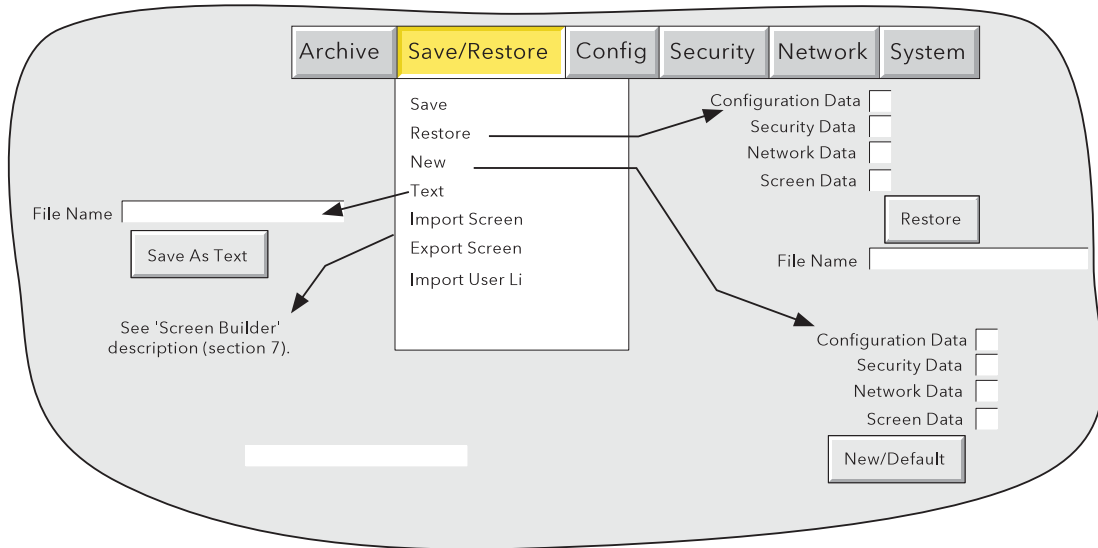 Archive Save/Restore Config Security Network System
Save
Restore
New
Text
Import Screen
Export Screen
Import User Li
File Name
Save As Text
See 'Screen Builder'
description (section 7).
Configuration Data
Security Data
Network Data
Screen Data
Restore
File Name
Configuration Data
Security Data
Network Data
Screen Data
New/Default